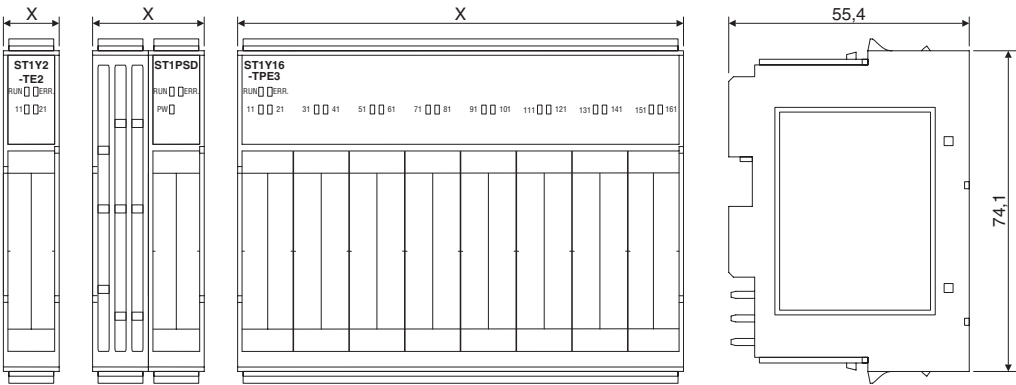 X
X
X
55,4
ST1Y2
-TE2
RUN ERR.
11 21
ST1PSD
RUN ERR.
PW
ST1Y16
-TPE3
RUN ERR.
11 21 31 41 51 61 71 81 91 101 111 121 131 141 151 161
74,1